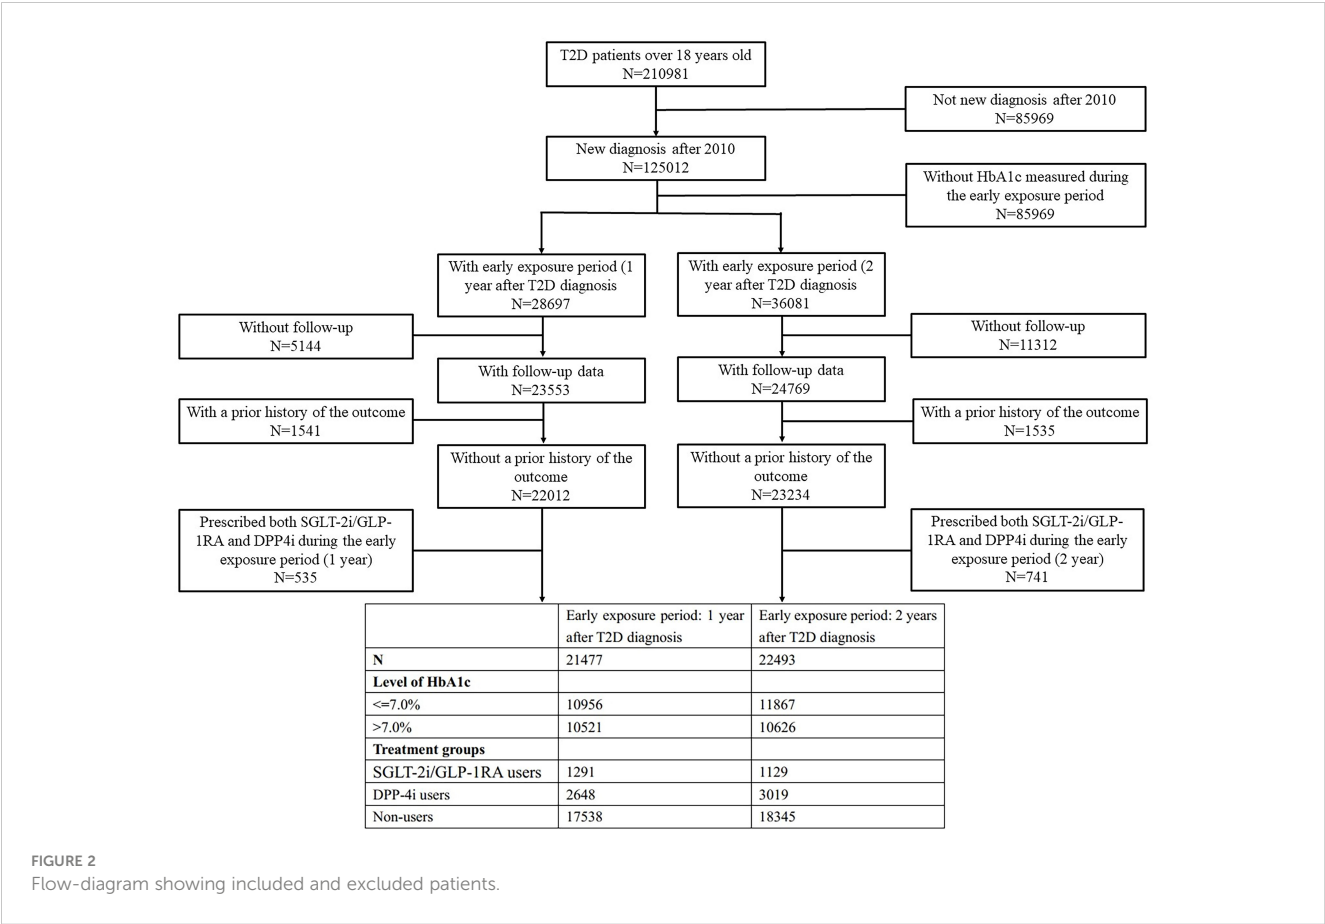 T2D patients over 18 years old
N=210981
Not new diagnosis after 2010
N=85969
New diagnosis after 2010
N=125012
Without HbA1c measured during
the early exposure period
N=85969
With early exposure period (1
year after T2D diagnosis
N=28697
With early exposure period (2
year after T2D diagnosis
N=36081
Without follow-up
N=5144
Without follow-up
N=11312
With follow-up data
N=23553
With follow-up data
N=24769
With a prior history of the outcome
N=1541
With a prior history of the outcome
N=1535
Without a prior history of the
outcome
N=22012
Without a prior history of the
outcome
N=23234
Prescribed both SGLT-2i/GLP-
1RA and DPP4i during the early
exposure period (1 year)
N=535
Prescribed both SGLT-2i/GLP-
1RA and DPP4i during the early
exposure period (2 year)
N=741
Early exposure period: 1 year
after T2D diagnosis
Early exposure period: 2 years
after T2D diagnosis
N 21477 22493
Level of HbA1c
<=7.0% 10956 11867
>7.0% 10521 10626
Treatment groups
SGLT-2i/GLP-1RA users 1291 1129
DPP-4i users 2648 3019
Non-users 17538 18345
FIGURE 2
Flow-diagram showing included and excluded patients.